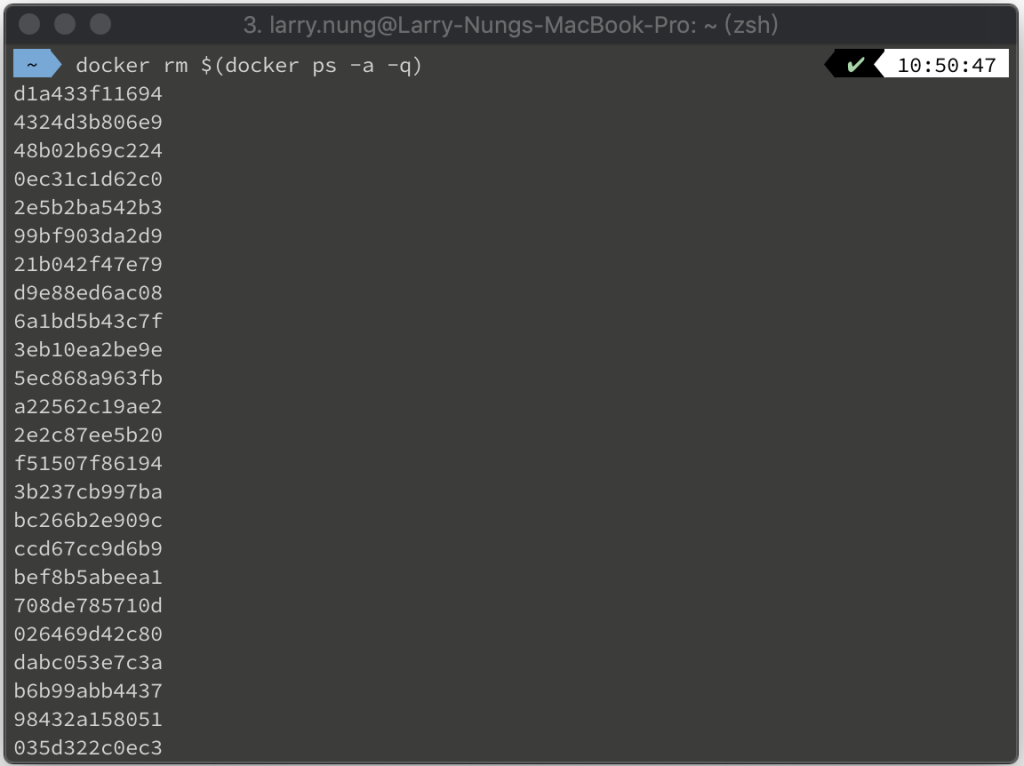 3. larry.nung@Larry-Nungs-MacBook-Pro: ~ (zsh)
~ docker rm $(docker ps -a -q) ✔ 10:50:47
d1a433f11694
4324d3b806e9
48b02b69c224
0ec31c1d62c0
2e5b2ba542b3
99bf903da2d9
21b042f47e79
d9e88ed6ac08
6a1bd5b43c7f
3eb10ea2be9e
5ec868a963fb
a22562c19ae2
2e2c87ee5b20
f51507f86194
3b237cb997ba
bc266b2e909c
ccd67cc9d6b9
bef8b5abeea1
708de785710d
026469d42c80
dabc053e7c3a
b6b99abb4437
98432a158051
035d322c0ec3